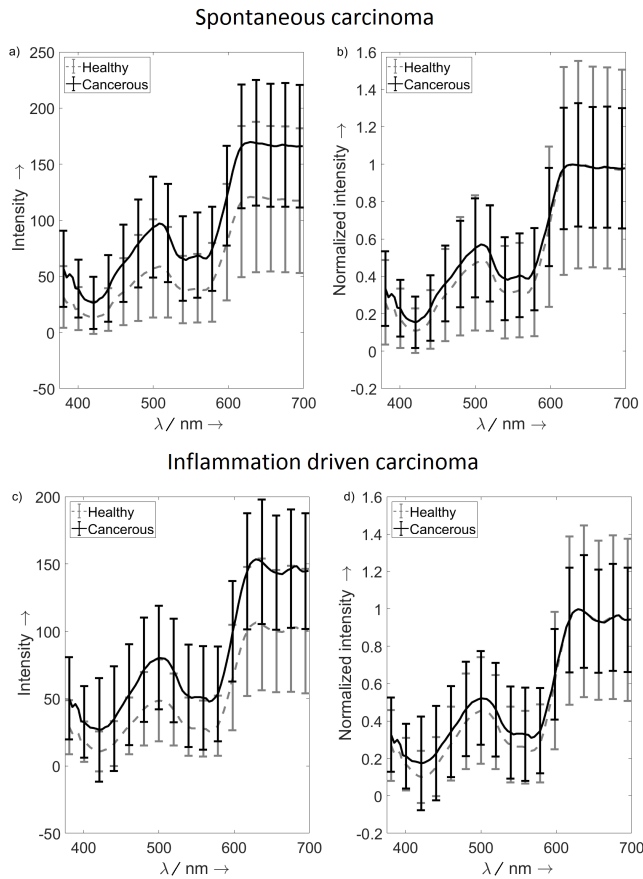 Spontaneous carcinoma
a)
Healthy
Cancerous
250
200
150
100
50
0
-50
Intensity →
400 500 600 700
λ / nm →
b)
Healthy
Cancerous
1.6
1.4
1.2
1
0.8
0.6
0.4
0.2
0
-0.2
Normalized intensity →
400 500 600 700
λ / nm →
Inflammation driven carcinoma
c)
Healthy
Cancerous
200
150
100
50
0
-50
Intensity →
400 500 600 700
λ / nm →
d)
Healthy
Cancerous
1.6
1.4
1.2
1
0.8
0.6
0.4
0.2
0
-0.2
Normalized intensity →
400 500 600 700
λ / nm →